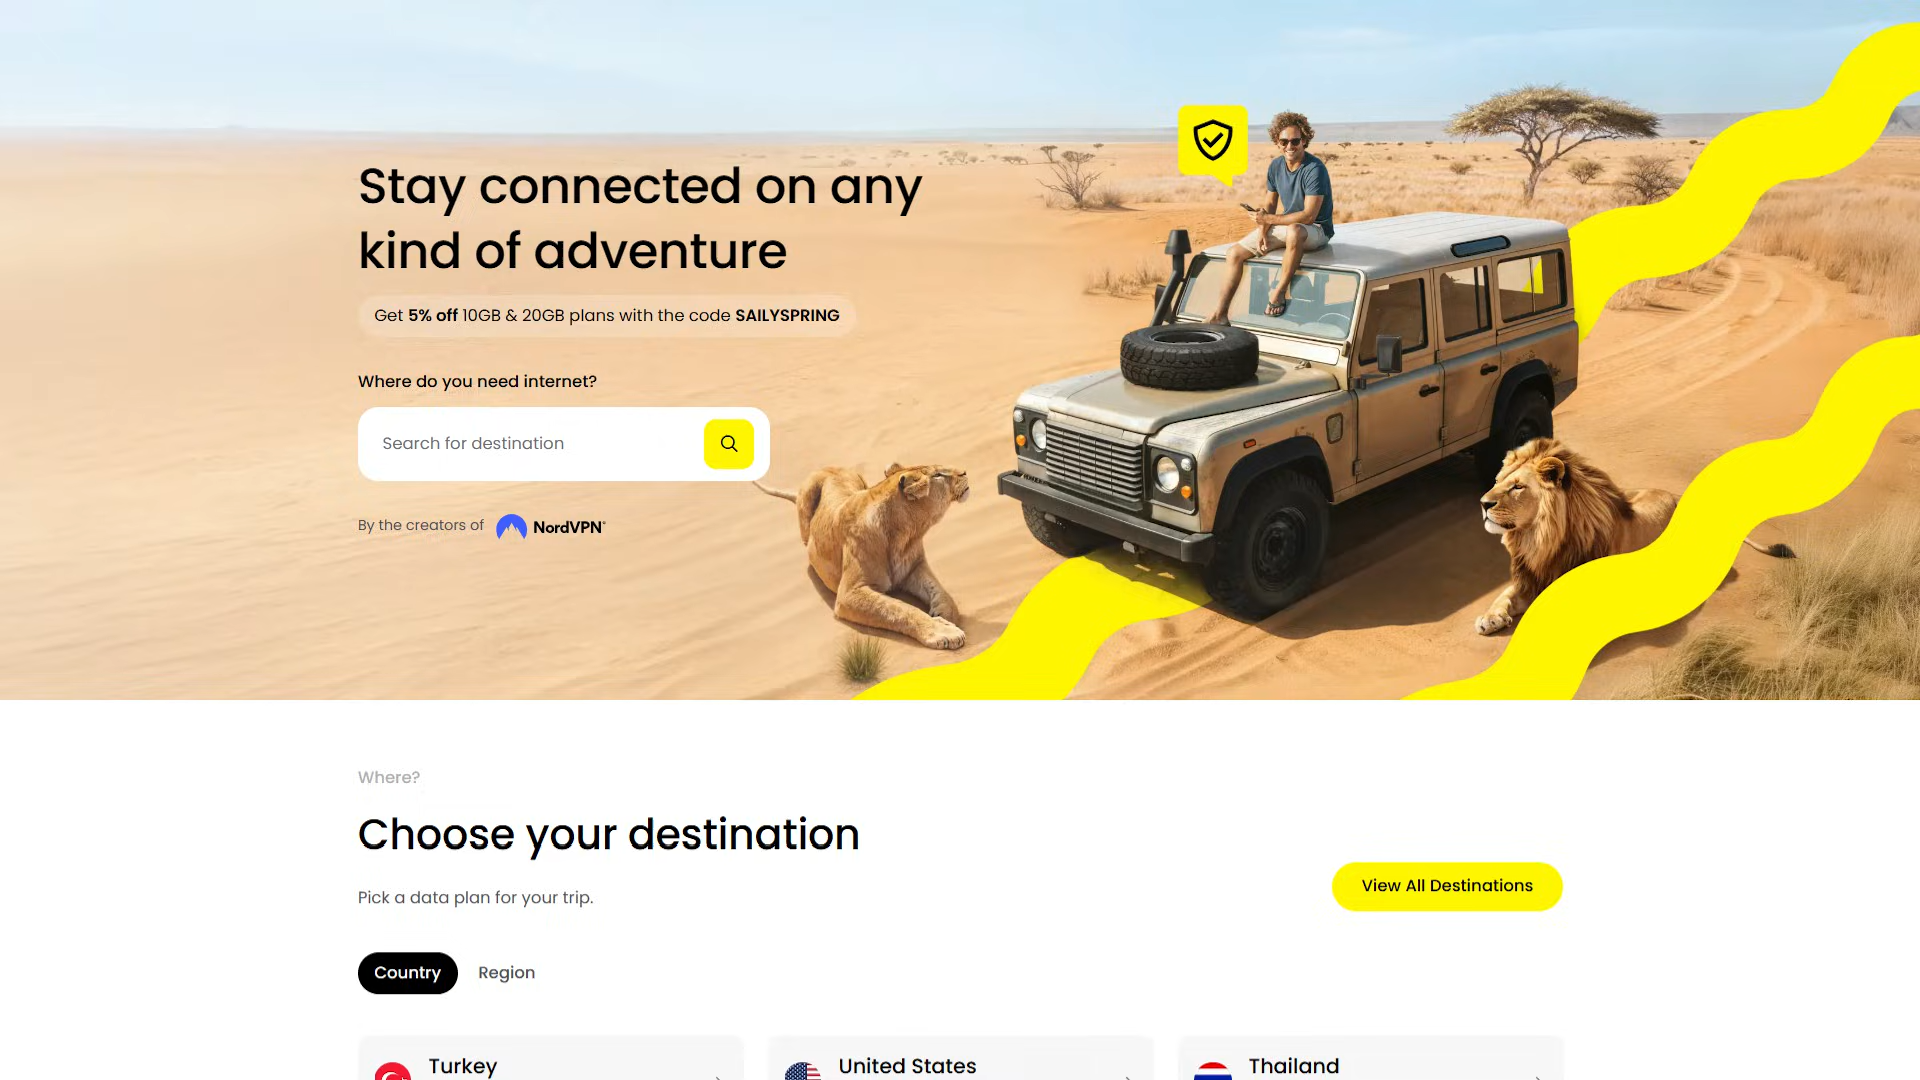 Stay connected on any
kind of adventure
Get 5% off 10GB & 20GB plans with the code SAILYSPRING
Where do you need internet?
Search for destination
By the creators of NordVPN®
Where?
Choose your destination
Pick a data plan for your trip.
View All Destinations
Country Region
Turkey United States Thailand